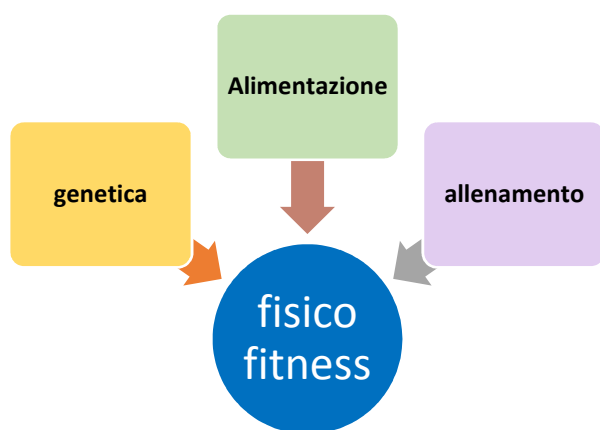 Alimentazione
genetica
allenamento
fisico
fitness